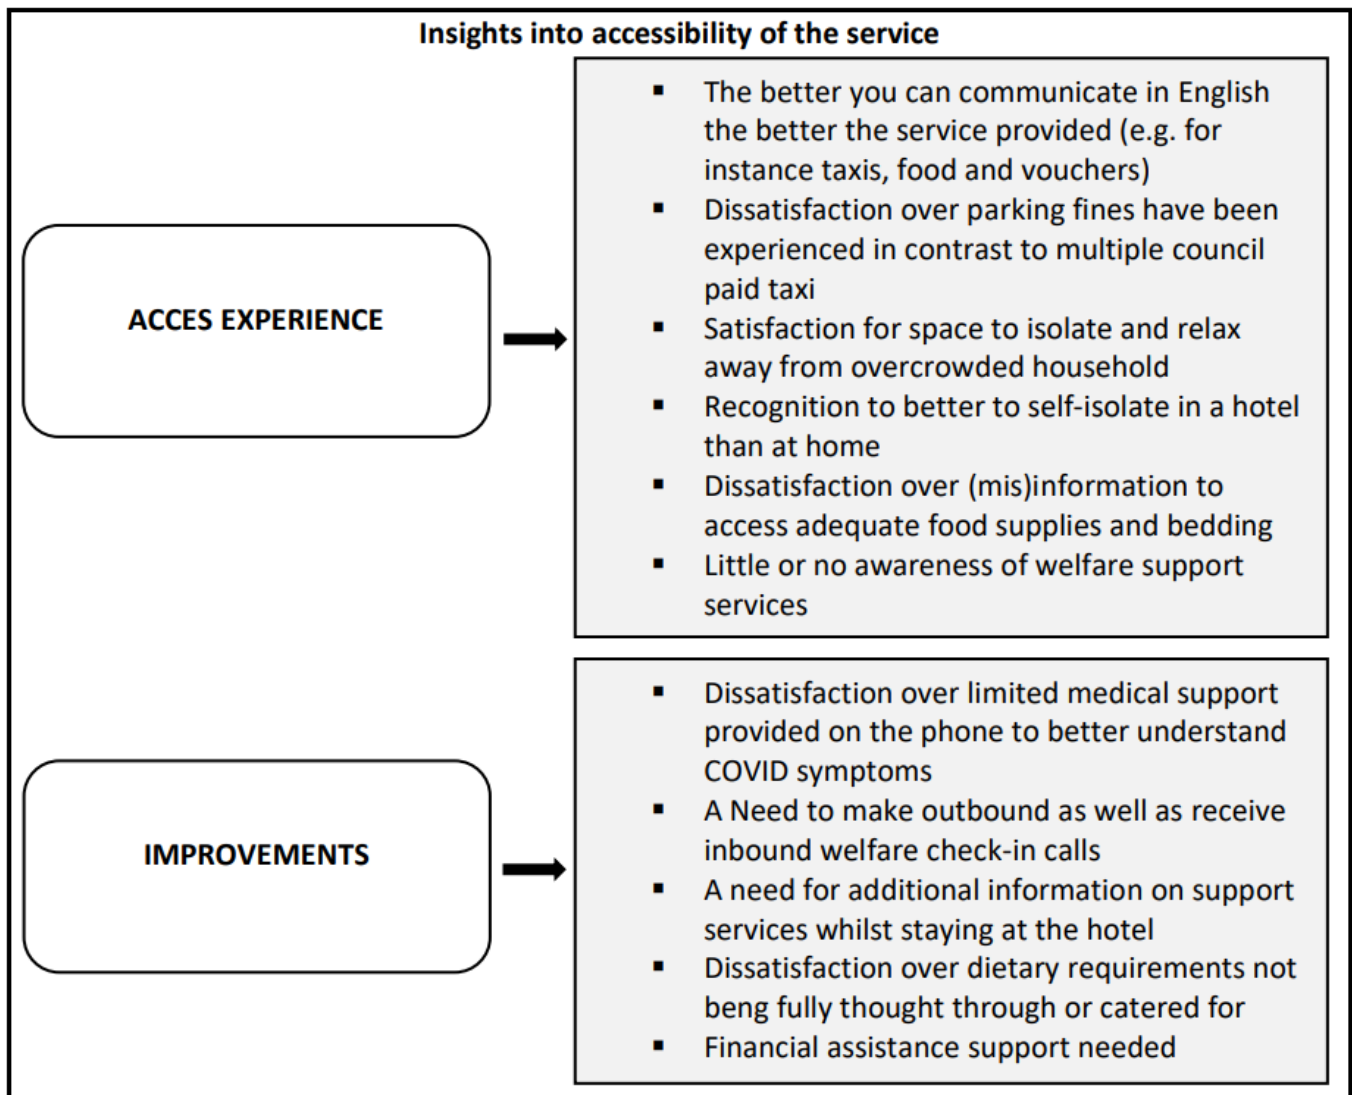 Insights into accessibility of the service
ACCES EXPERIENCE
▪ The better you can communicate in English
the better the service provided (e.g. for
instance taxis, food and vouchers)
▪ Dissatisfaction over parking fines have been
experienced in contrast to multiple council
paid taxi
▪ Satisfaction for space to isolate and relax
away from overcrowded household
▪ Recognition to better to self-isolate in a hotel
than at home
▪ Dissatisfaction over (mis)information to
access adequate food supplies and bedding
▪ Little or no awareness of welfare support
services
IMPROVEMENTS
▪ Dissatisfaction over limited medical support
provided on the phone to better understand
COVID symptoms
▪ A Need to make outbound as well as receive
inbound welfare check-in calls
▪ A need for additional information on support
services whilst staying at the hotel
▪ Dissatisfaction over dietary requirements not
beng fully thought through or catered for
▪ Financial assistance support needed